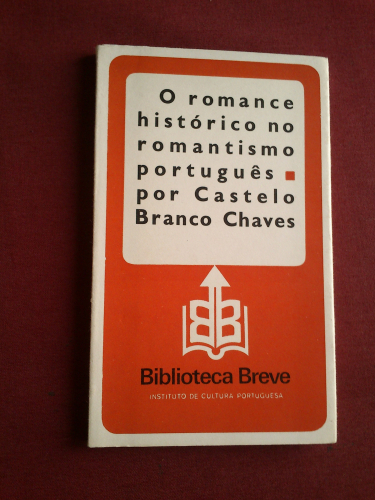 O romance
histórico no
romantismo
português ■
por Castelo
Branco Chaves
BB
Biblioteca Breve
INSTITUTO DE CULTURA PORTUGUESA